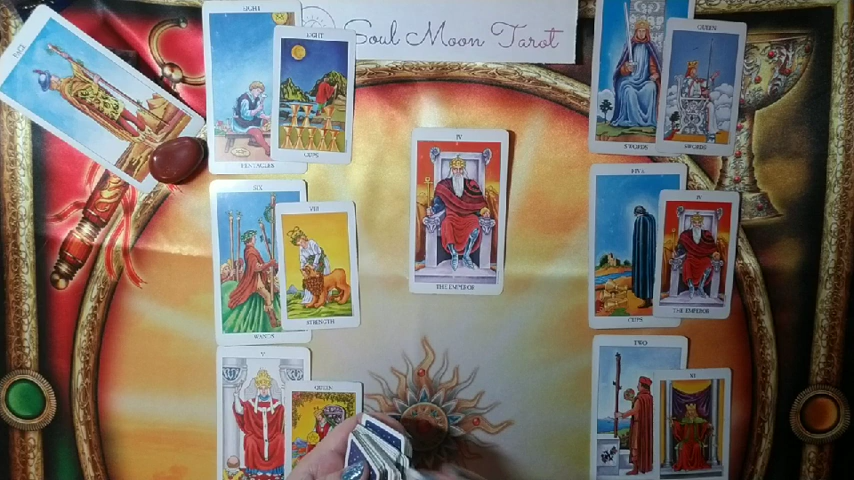 Soul Moon Tarot
EIGHT
EIGHT
PENTACLES
CUPS
QUEEN
SWORDS
SWORDS
IV
THE EMPEROR
SIX
VIII
WANDS
STRENGTH
FIVE
IV
CUPS
THE EMPEROR
V
QUEEN
TWO